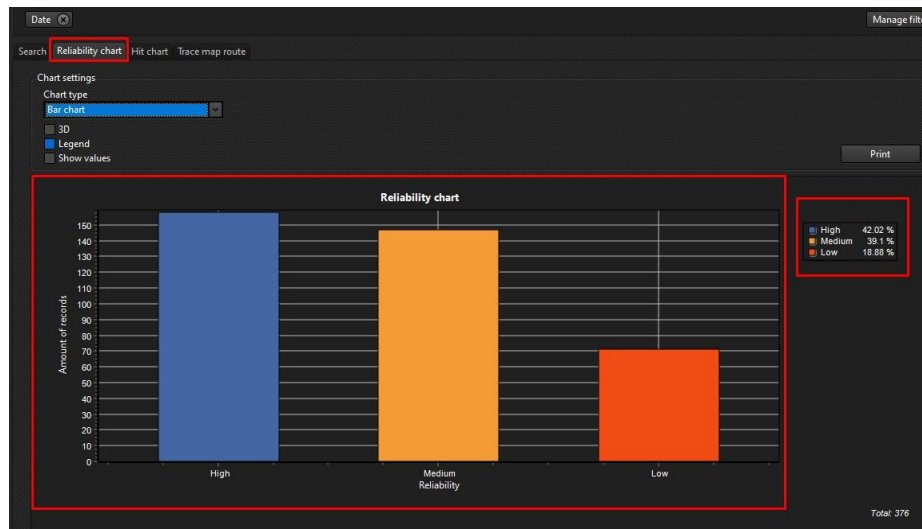 Date
Manage filte
Search Reliability chart Hit chart Trace map route
Chart settings
Chart type
Bar chart
3D
Legend
Show values
Print
Reliability chart
150
140
130
120
110
100
90
80
70
60
50
40
30
20
10
0
Amount of records
High Medium Low
Reliability
High 42.02 %
Medium 39.1 %
Low 18.88 %
Total: 376